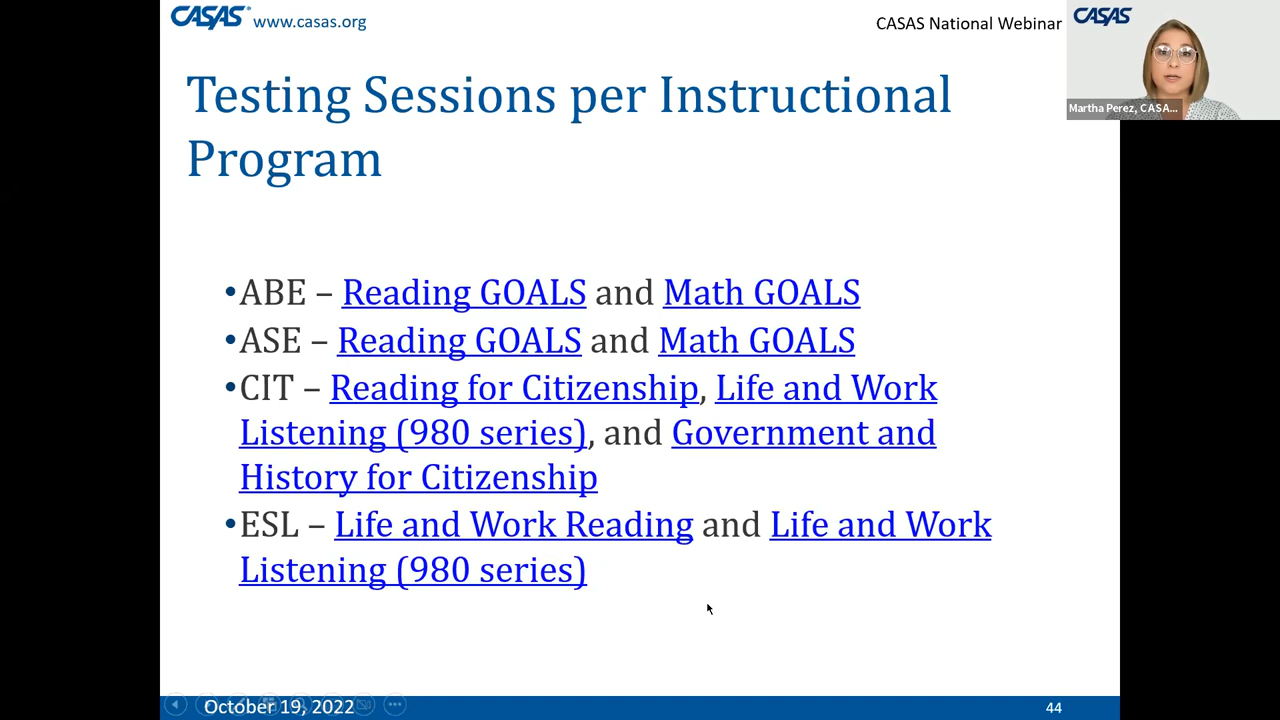 CASAS® www.casas.org
CASAS National Webinar
CASAS
Martha Perez, CASA...
Testing Sessions per Instructional
Program
•ABE – Reading GOALS and Math GOALS
•ASE – Reading GOALS and Math GOALS
•CIT – Reading for Citizenship, Life and Work
Listening (980 series), and Government and
History for Citizenship
•ESL – Life and Work Reading and Life and Work
Listening (980 series)
October 19, 2022
44